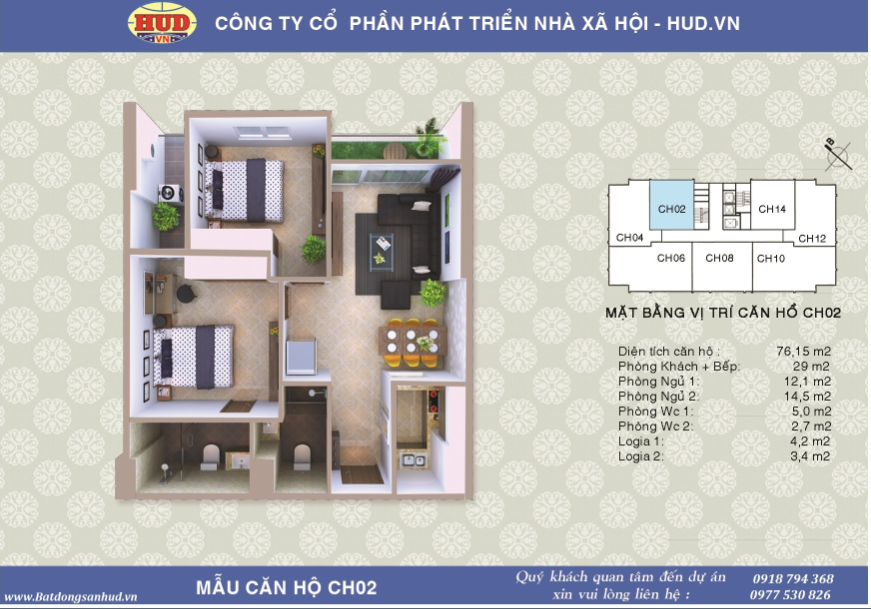 HUD
.VN
CÔNG TY CỔ PHẦN PHÁT TRIỂN NHÀ XÃ HỘI - HUD.VN
B
CH02
CH14
CH04
CH12
CH06
CH08
CH10
MẶT BẰNG VỊ TRÍ CĂN HỔ CH02
Diện tích căn hộ : 76,15 m2
Phòng Khách + Bếp: 29 m2
Phòng Ngủ 1: 12,1 m2
Phòng Ngủ 2: 14,5 m2
Phòng Wc 1: 5,0 m2
Phòng Wc 2: 2,7 m2
Logia 1: 4,2 m2
Logia 2: 3,4 m2
www.Batdongsanhud.vn
MẪU CĂN HỘ CH02
Quý khách quan tâm đến dự án
xin vui lòng liên hệ :
0918 794 368
0977 530 826